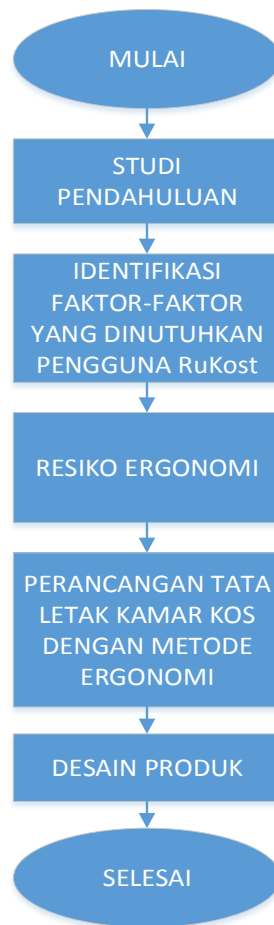 MULAI
STUDI
PENDAHULUAN
IDENTIFIKASI
FAKTOR-FAKTOR
YANG DINUTUHKAN
PENGGUNA RuKost
RESIKO ERGONOMI
PERANCANGAN TATA
LETAK KAMAR KOS
DENGAN METODE
ERGONOMI
DESAIN PRODUK
SELESAI